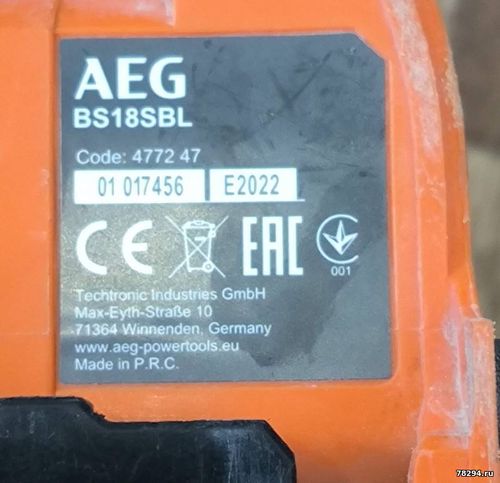 AEG
BS18SBL
Code: 4772 47
01 017456 E2022
CE EAC
001
Techtronic Industries GmbH
Max-Eyth-Straße 10
71364 Winnenden, Germany
www.aeg-powertools.eu
Made in P.R.C.
78294.ru